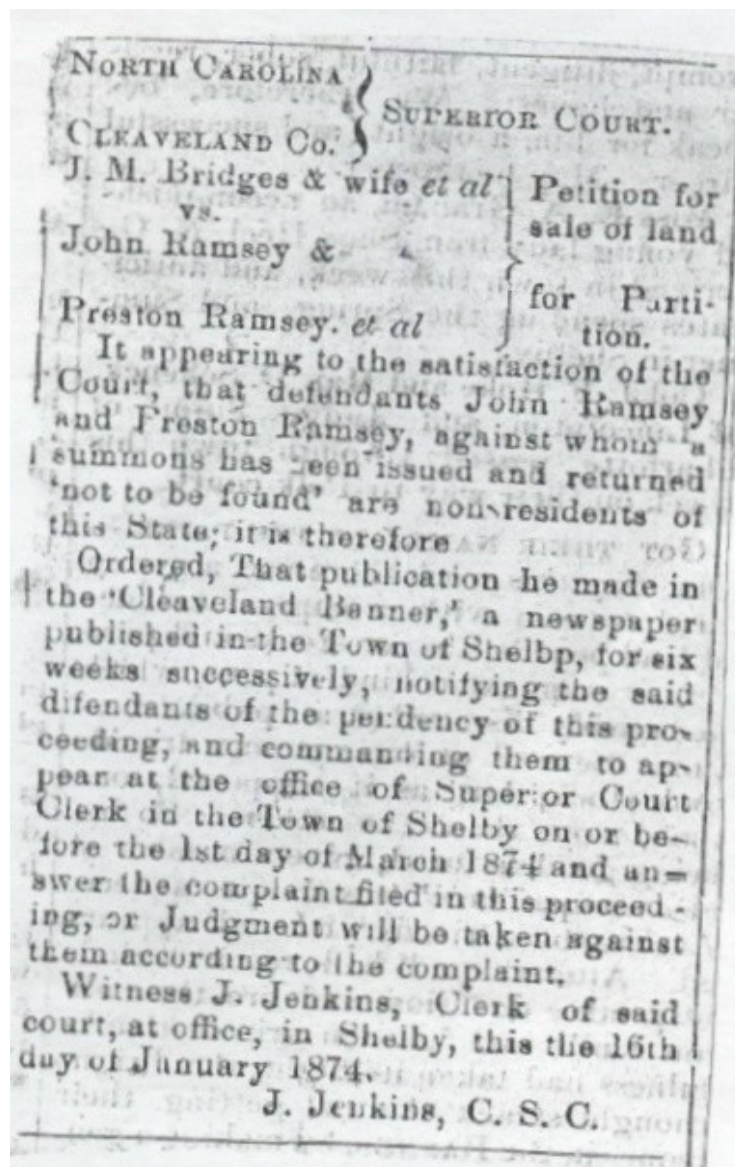 NORTH CAROLINA
SUPERIOR COURT.
CLEAVELAND CO.
J. M. Bridges & wife et al
vs.
John Ramsey &
Preston Ramsey. et al
Petition for
sale of land
for Parti-
tion.
It appearing to the satisfaction of the
Court, that defendants John Ramsey
and Preston Ramsey, against whom a
summons has been issued and returned
'not to be found' are non-residents of
this State; it is therefore
Ordered, That publication he made in
the 'Cleaveland Banner,' a newspaper
published in the Town of Shelbp, for six
weeks successively, notifying the said
difendants of the pendency of this pro-
ceeding, and commanding them to ap-
pear at the office of Superior Court
Clerk in the Town of Shelby on or be-
fore the 1st day of March 1874 and an=
swer the complaint filed in this proceed-
ing, or Judgment will be taken against
them according to the complaint.
Witness J. Jenkins, Clerk of said
court, at office, in Shelby, this the 16th
day of January 1874.
J. Jenkins, C. S. C.